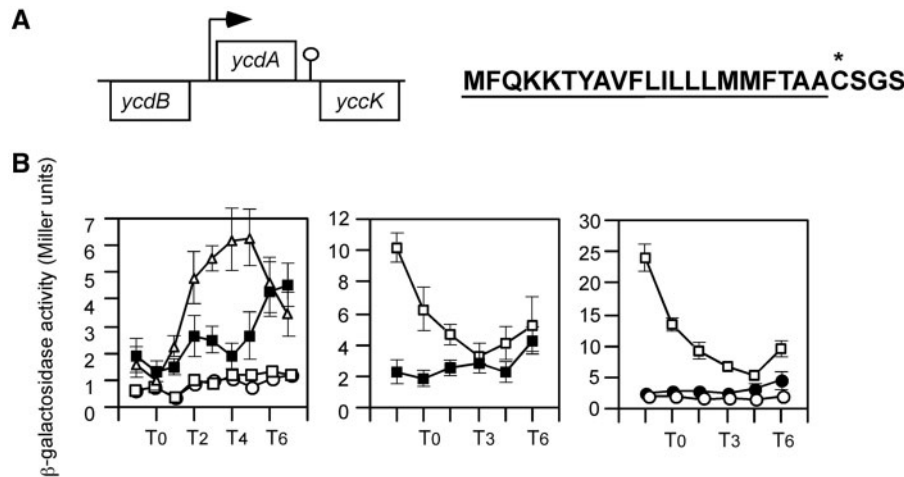 A
ycdA
ycdB
yccK
*
MFQKKTYAVFLILLLMMFTAACSGS
B
β-galactosidase activity (Miller units)
7
6
5
4
3
2
1
0
T0 T2 T4 T6
12
10
8
6
4
2
0
T0 T3 T6
30
25
20
15
10
5
0
T0 T3 T6